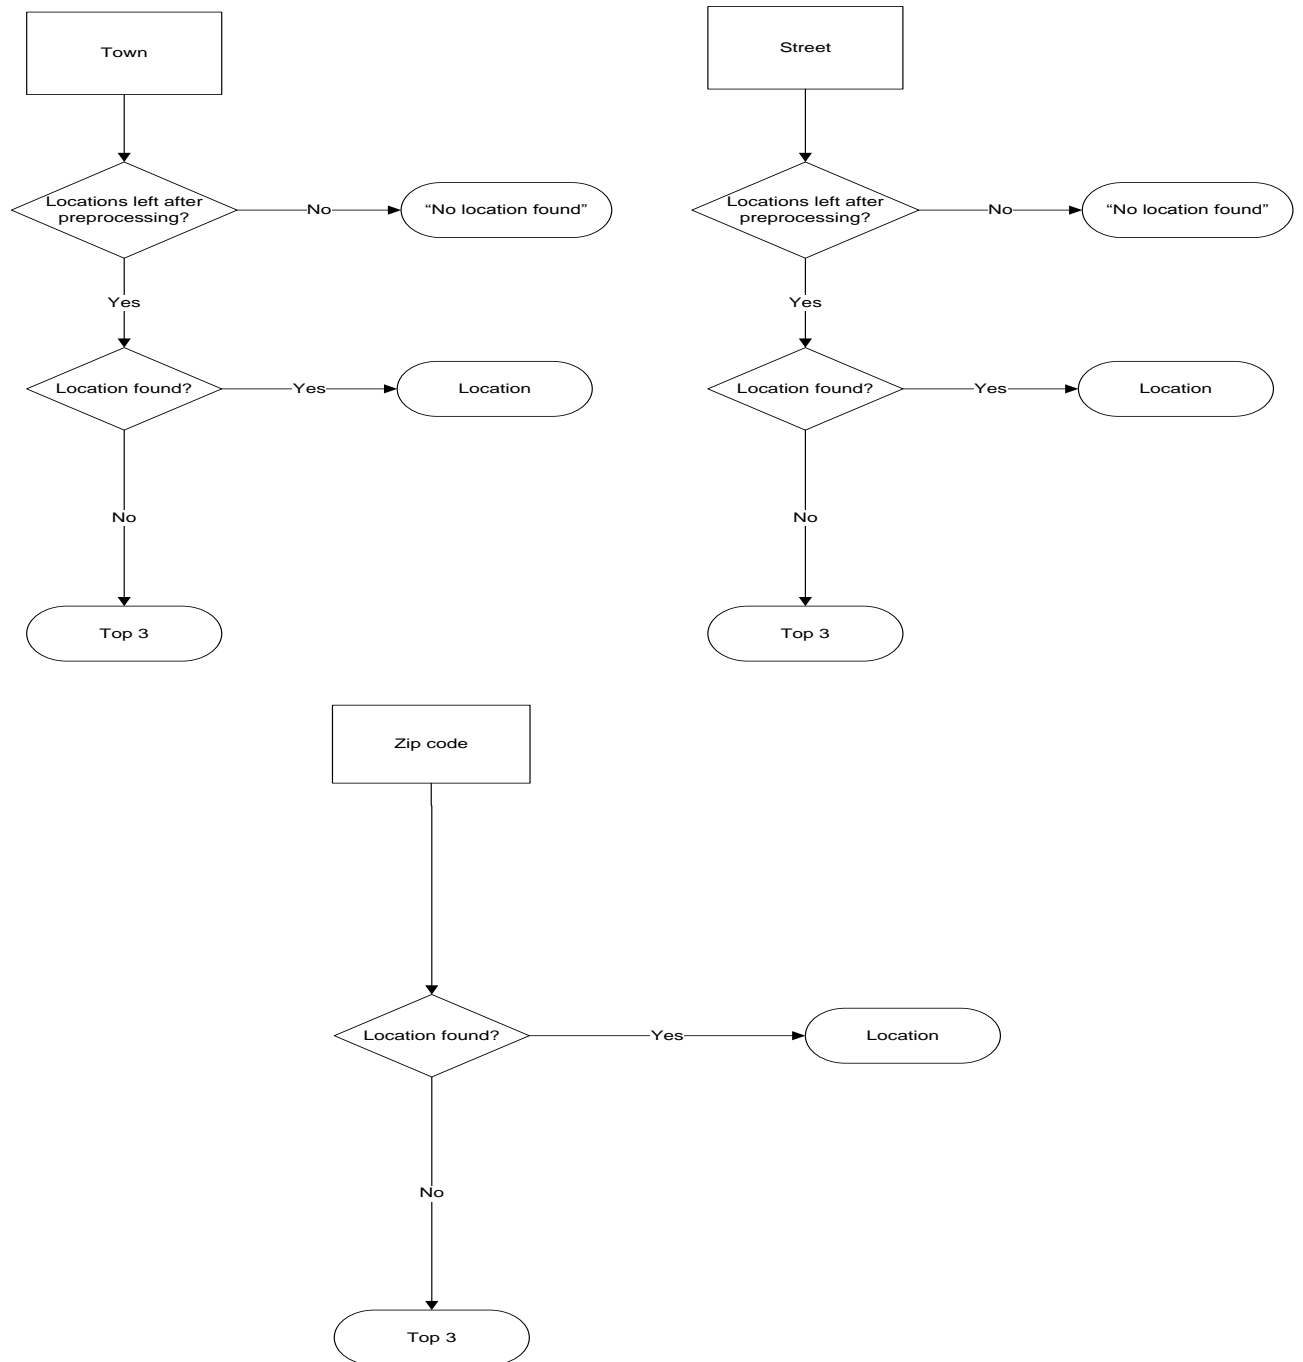 Town
Locations left after
preprocessing?
No
“No location found”
Yes
Location found?
Yes
Location
No
Top 3
Street
Locations left after
preprocessing?
No
“No location found”
Yes
Location found?
Yes
Location
No
Top 3
Zip code
Location found?
Yes
Location
No
Top 3